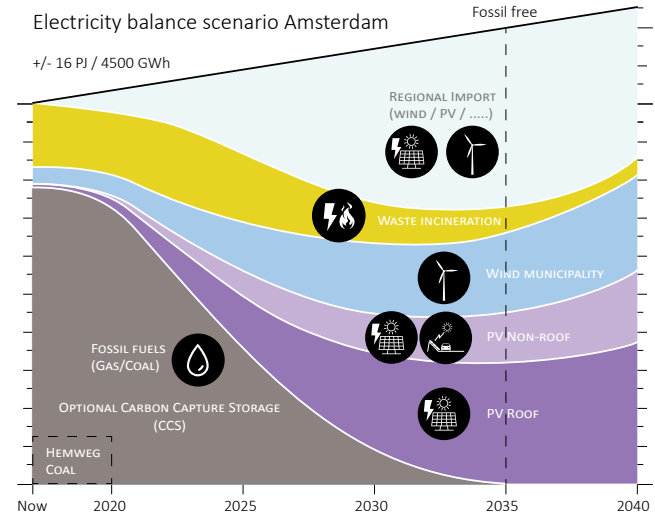 Electricity balance scenario Amsterdam
Fossil free
+/- 16 PJ / 4500 GWh
Regional Import
(wind / PV / .....)
Waste incineration
Wind municipality
PV Non-roof
Fossil fuels
(Gas/Coal)
Optional Carbon Capture Storage
(CCS)
PV Roof
Hemweg
Coal
Now 2020 2025 2030 2035 2040